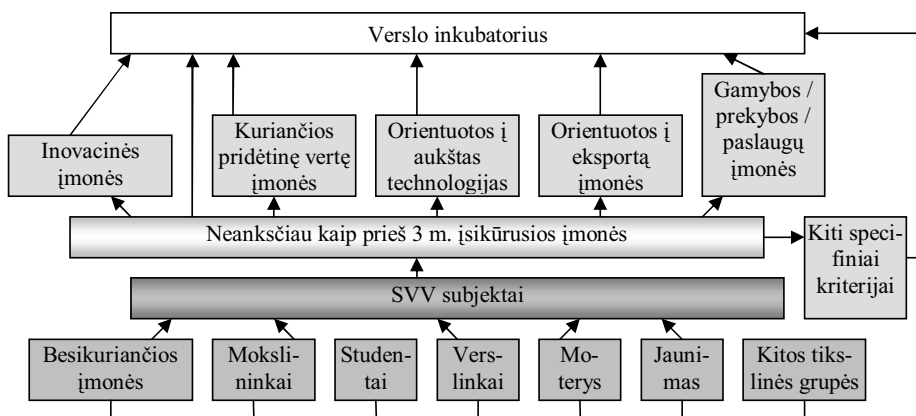 Verslo inkubatorius
Inovacinės
įmonės
Kuriančios
pridėtinę vertę
įmonės
Orientuotos į
aukštas
technologijas
Orientuotos į
eksportą
įmonės
Gamybos /
prekybos /
paslaugų
įmonės
Neanksčiau kaip prieš 3 m. įsikūrusios įmonės
Kiti speci-
finiai
kriterijai
SVV subjektai
Besikuriančios
įmonės
Moksli-
ninkai
Studen-
tai
Vers-
linkai
Mo-
terys
Jauni-
mas
Kitos tiks-
linės grupės